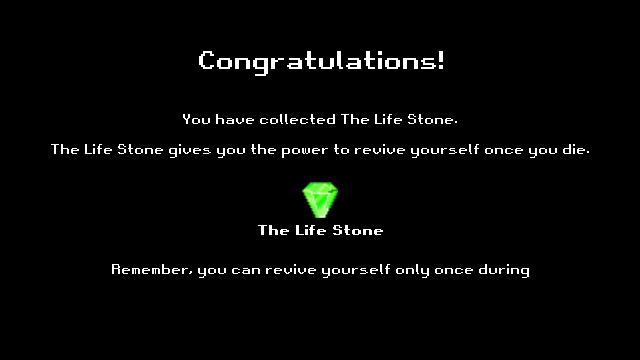 Congratulations!
You have collected The Life Stone.
The Life Stone gives you the power to revive yourself once you die.
The Life Stone
Remember, you can revive yourself only once during